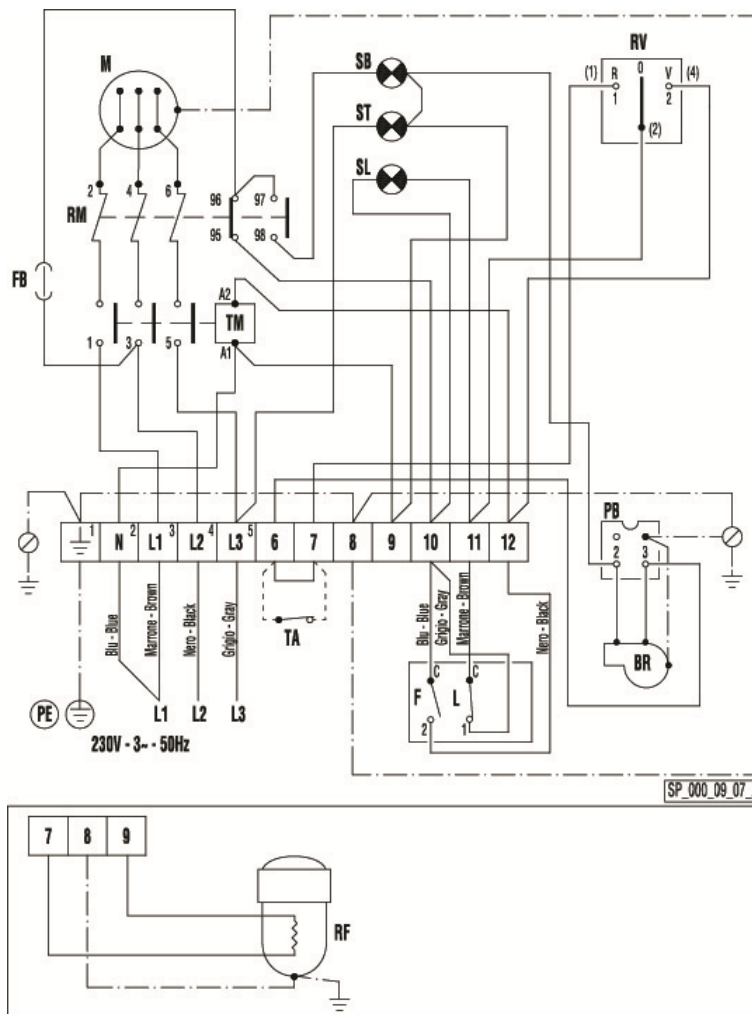 M
SB
RV
(1) R 0 V (4)
1 2
ST
(2)
SL
2 4 6
96 97
RM
95 98
FB
A2
TM
1 3 5
A1
1 N 2 L1 3 L2 4 L3 5 6 7 8 9 10 11 12
PB
2 3
Blu - Blue
Marrone - Brown
Nero - Black
Grigio - Gray
TA
Blu - Blue
Grigio - Gray
Marrone - Brown
Nero - Black
BR
C C
F L
2 1
PE
L1 L2 L3
230V - 3~ - 50Hz
SP_000_09_07_
7 8 9
RF